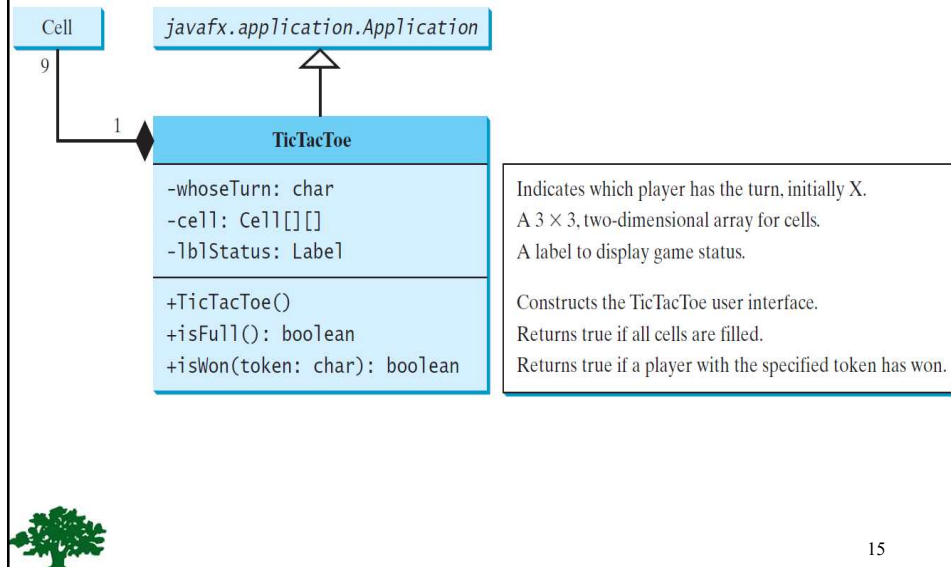 Cell
javafx.application.Application
9
1
TicTacToe
-whoseTurn: char
-cell: Cell[][]
-lblStatus: Label
+TicTacToe()
+isFull(): boolean
+isWon(token: char): boolean
Indicates which player has the turn, initially X.
A 3 × 3, two-dimensional array for cells.
A label to display game status.
Constructs the TicTacToe user interface.
Returns true if all cells are filled.
Returns true if a player with the specified token has won.
15